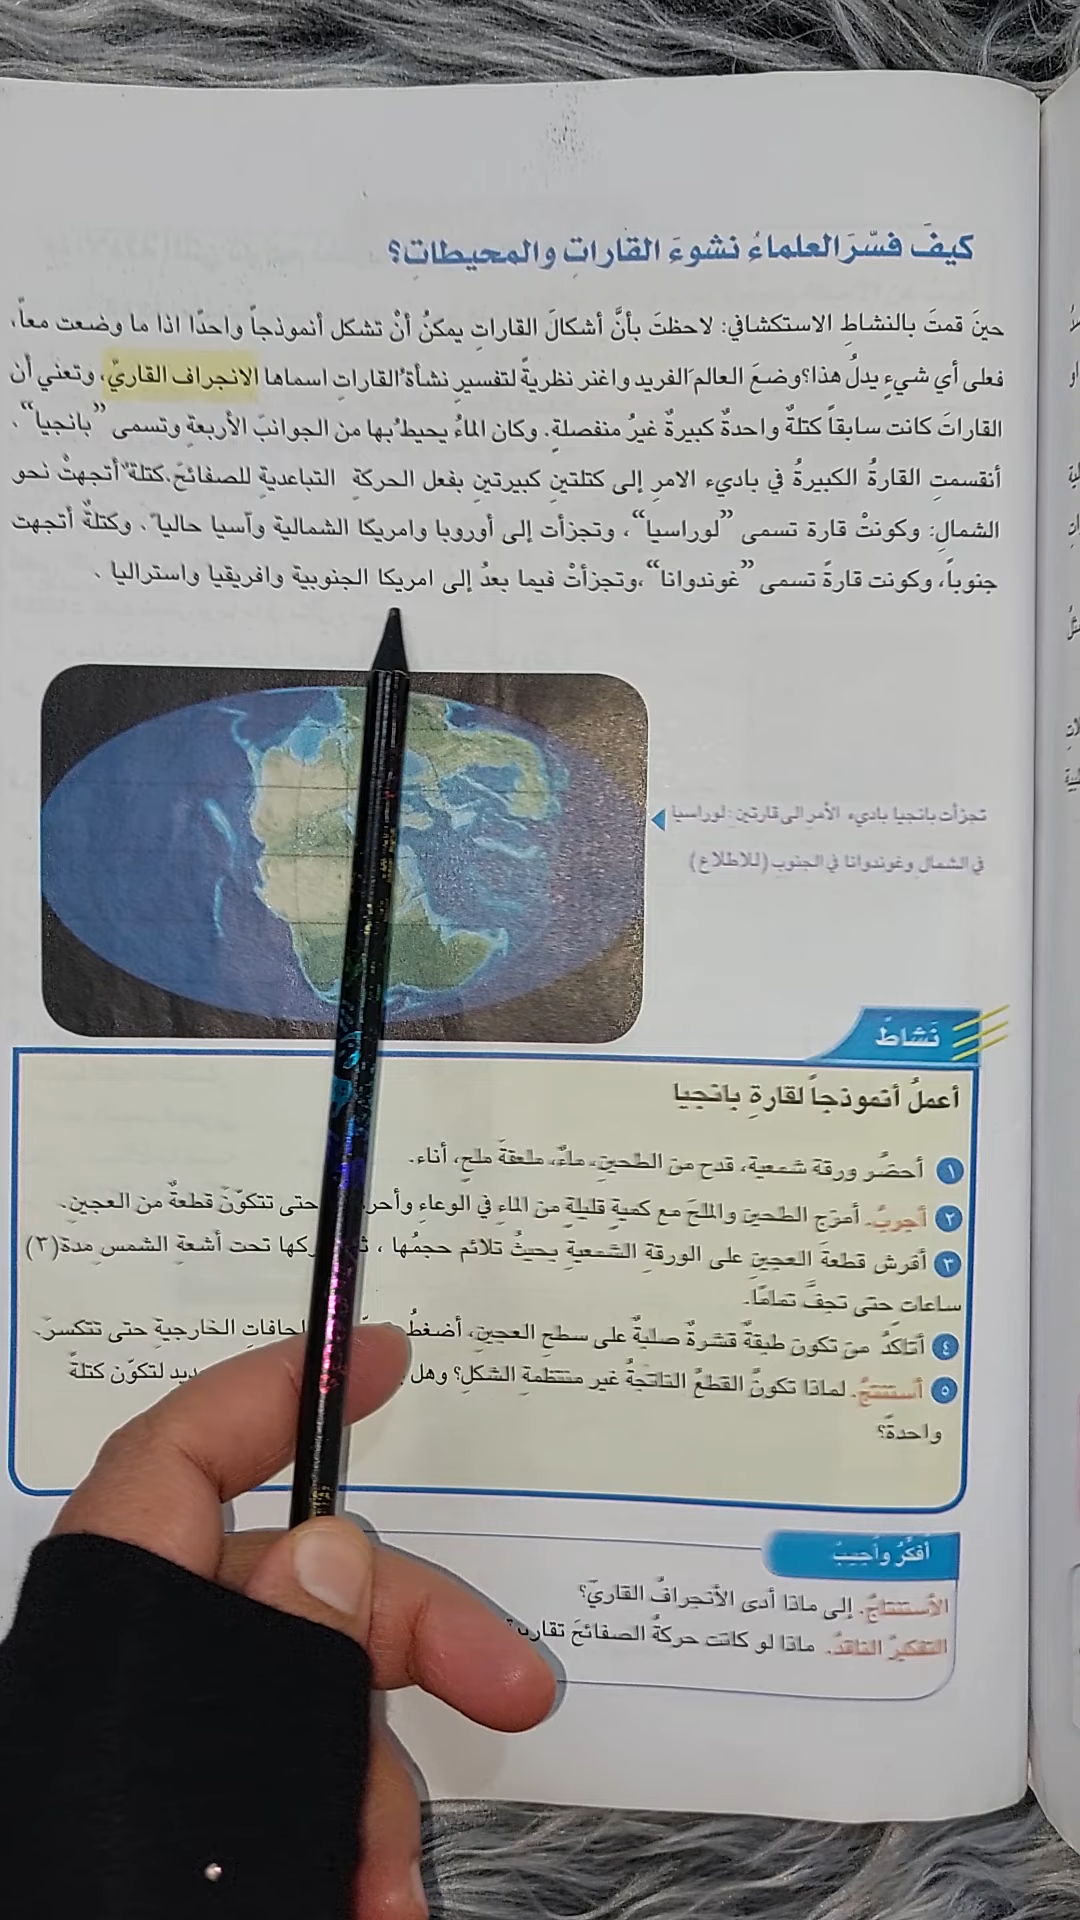 كيفَ فسّرَ العلماءُ نشوءَ القاراتِ والمحيطاتِ؟
حينَ قمتَ بالنشاطِ الاستكشافي: لاحظتَ بأنَّ أشكالَ القاراتِ يمكنُ أنْ تشكل أنموذجاً واحدًا اذا ما وضعت معاً،
فعلى أي شيءٍ يدلُ هذا؟وضعَ العالم الفريد واغنر نظريةً لتفسيرِ نشأة القاراتِ اسماها الانجراف القاريّ، وتعني أن
القاراتَ كانت سابقاً كتلةٌ واحدةٌ كبيرةٌ غيرُ منفصلةٍ. وكان الماءُ يحيطُ بها من الجوانبَ الأربعةِ وتسمى ”بانجيا“،
أنقسمتِ القارةُ الكبيرةُ في باديء الامرِ إلى كتلتينِ كبيرتينِ بفعل الحركةِ التباعديةِ للصفائحَ.كتلةٌ أتجهتْ نحو
الشمالِ: وكونتْ قارة تسمى ”لوراسيا“، وتجزأت إلى أوروبا وامريكا الشمالية وآسيا حالياً، وكتلةٌ أتجهت
جنوباً، وكونت قارةً تسمى ”غوندوانا“،وتجزأتْ فيما بعدُ إلى امريكا الجنوبية وافريقيا واستراليا .
تجزأت بانجيا باديء الأمر الى قارتين: لوراسيا
في الشمال وغوندوانا في الجنوب (للاطلاع)
نَشاطٌ
أعملُ أنموذجاً لقارةِ بانجيا
١ أحضُر ورقة شمعية، قدح من الطحينِ، ماءٌ، ملعقةَ ملحٍ، أناء.
٢ أجربُ. أمزج الطحينَ والملحَ مع كميةٍ قليلةٍ من الماءِ في الوعاءِ حتى تتكوّنَ قطعةٌ من العجينِ.
٣ أفرش قطعةَ العجينِ على الورقةِ الشمعيةِ بحيثُ تلائم حجمُها ، تحت أشعةِ الشمسِ مدة(٣)
ساعاتٍ حتى تجفَّ تمامًا.
٤ أتأكدُ من تكون طبقةٌ قشرةٌ صلبةٌ على سطحِ العجينِ، أضغطُ الخارجيةِ حتى تتكسرَ.
٥ أستنتجُ. لماذا تكونُ القطعُ الناتجةُ غير منتظمةِ الشكلِ؟ وهل لتكوّن كتلةً
واحدةً؟
أفكرُ وأجيبُ
الأستنتاجُ. إلى ماذا أدى الأنجرافُ القاريّ؟
التفكيرُ الناقدُ. ماذا لو كانت حركةُ الصفائحَ